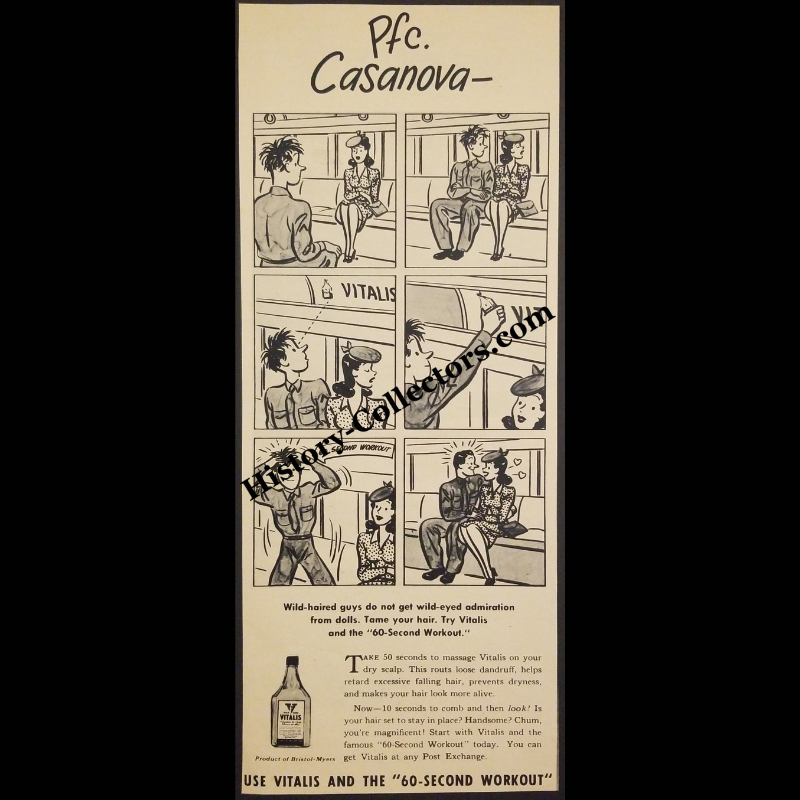 Pfc.
Casanova—
VITALIS
VIT
SECOND WORKOUT
History-Collectors.com
Wild-haired guys do not get wild-eyed admiration
from dolls. Tame your hair. Try Vitalis
and the "60-Second Workout."
TAKE 50 seconds to massage Vitalis on your
dry scalp. This routs loose dandruff, helps
retard excessive falling hair, prevents dryness,
and makes your hair look more alive.
Now—10 seconds to comb and then look! Is
your hair set to stay in place? Handsome? Chum,
you're magnificent! Start with Vitalis and the
famous "60-Second Workout" today. You can
get Vitalis at any Post Exchange.
VITALIS
Product of Bristol-Myers
USE VITALIS AND THE "60-SECOND WORKOUT"